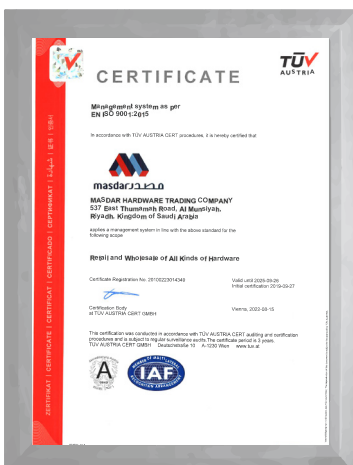 TÜV
AUSTRIA
CERTIFICATE
Management system as per
EN ISO 9001:2015
In accordance with TÜV AUSTRIA CERT procedures, it is hereby certified that
masdar مصدر
MASDAR HARDWARE TRADING COMPANY
537 East Thumamah Road, Al Munsiyah,
Riyadh, Kingdom of Saudi Arabia
applies a management system in line with the above standard for the
following scope
Retail and Wholesale of All Kinds of Hardware
Certificate Registration No. 20100223014349
Valid until 2025-09-26
Initial certification 2019-09-27
Certification Body
at TÜV AUSTRIA CERT GMBH
Vienna, 2022-09-15
This certification was conducted in accordance with TÜV AUSTRIA CERT auditing and certification
procedures and is subject to regular surveillance audits. The certificate period is 3 years.
TÜV AUSTRIA CERT GMBH Deutschstraße 10 A-1230 Wien www.tuv.at
IAF
ZERTIFIKAT | CERTIFICATE | CERTIFICAT | CERTIFICADO | СЕРТИФИКАТ